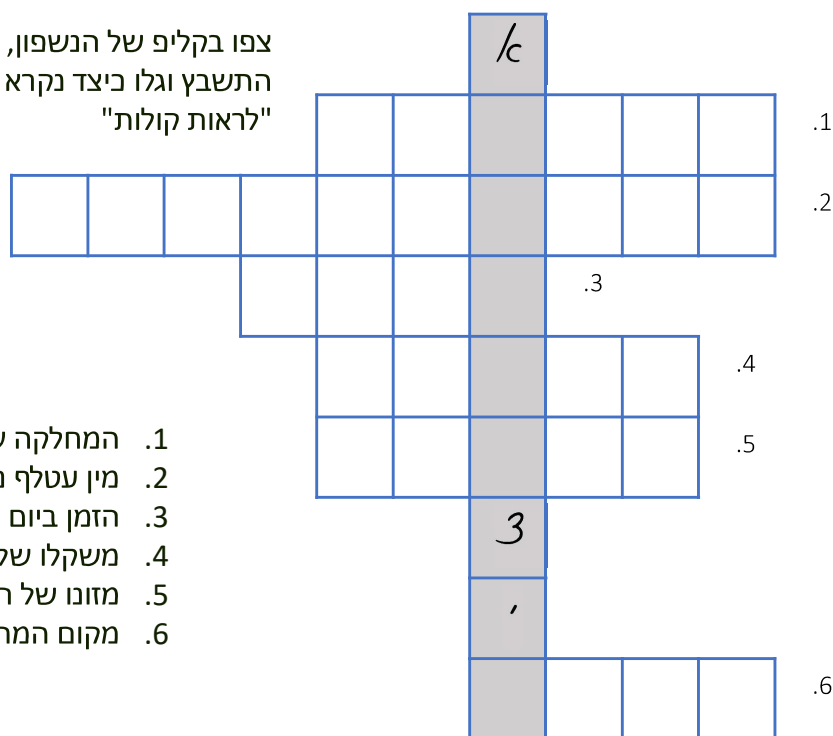 א
צפו בקליפ של הנשפון,
התשבץ וגלו כיצד נקרא
"לראות קולות"
1.
2.
3.
4.
5.
1. המחלקה
2. מין עטלף
3. הזמן ביום
4. משקלו של
5. מזונו של
6. מקום
צ
י
6.